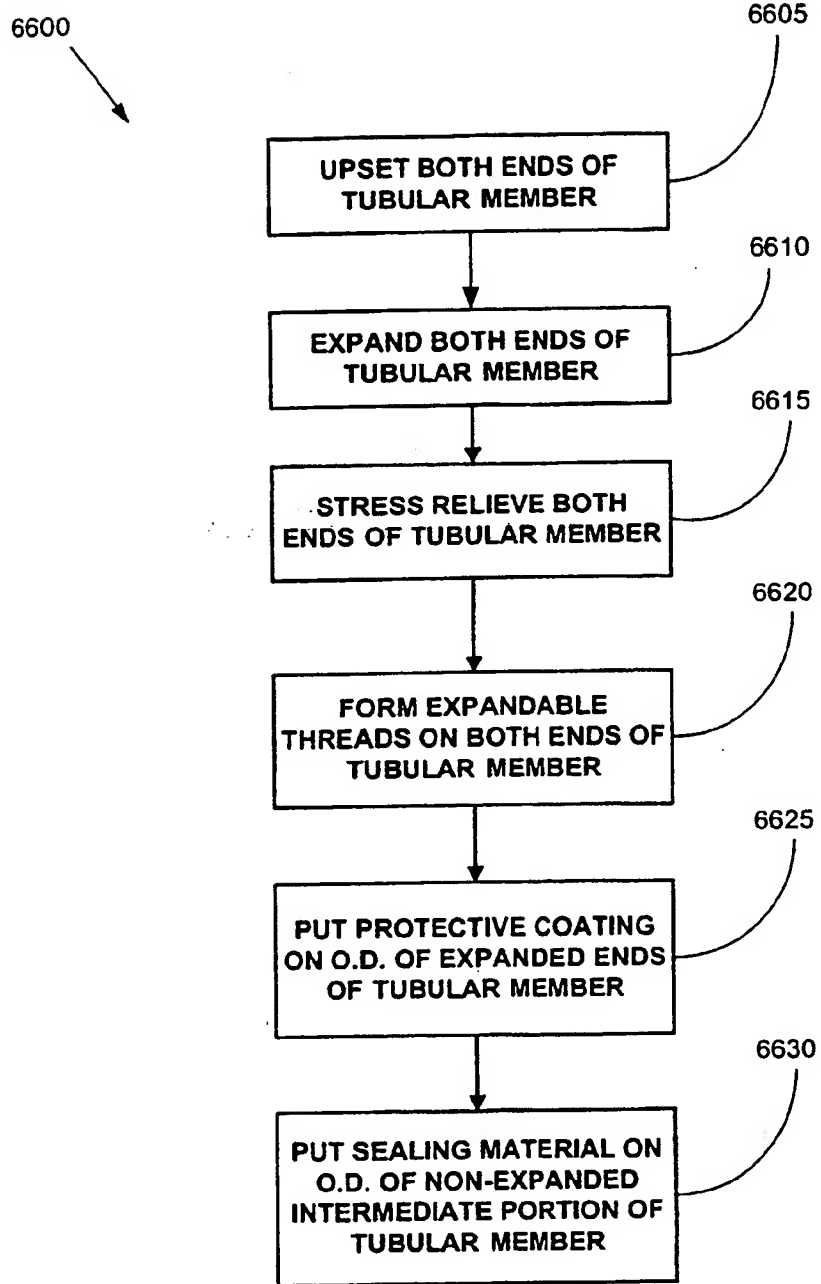 6600
6605
UPSET BOTH ENDS OF
TUBULAR MEMBER
6610
EXPAND BOTH ENDS OF
TUBULAR MEMBER
6615
STRESS RELIEVE BOTH
ENDS OF TUBULAR MEMBER
6620
FORM EXPANDABLE
THREADS ON BOTH ENDS OF
TUBULAR MEMBER
6625
PUT PROTECTIVE COATING
ON O.D. OF EXPANDED ENDS
OF TUBULAR MEMBER
6630
PUT SEALING MATERIAL ON
O.D. OF NON-EXPANDED
INTERMEDIATE PORTION OF
TUBULAR MEMBER